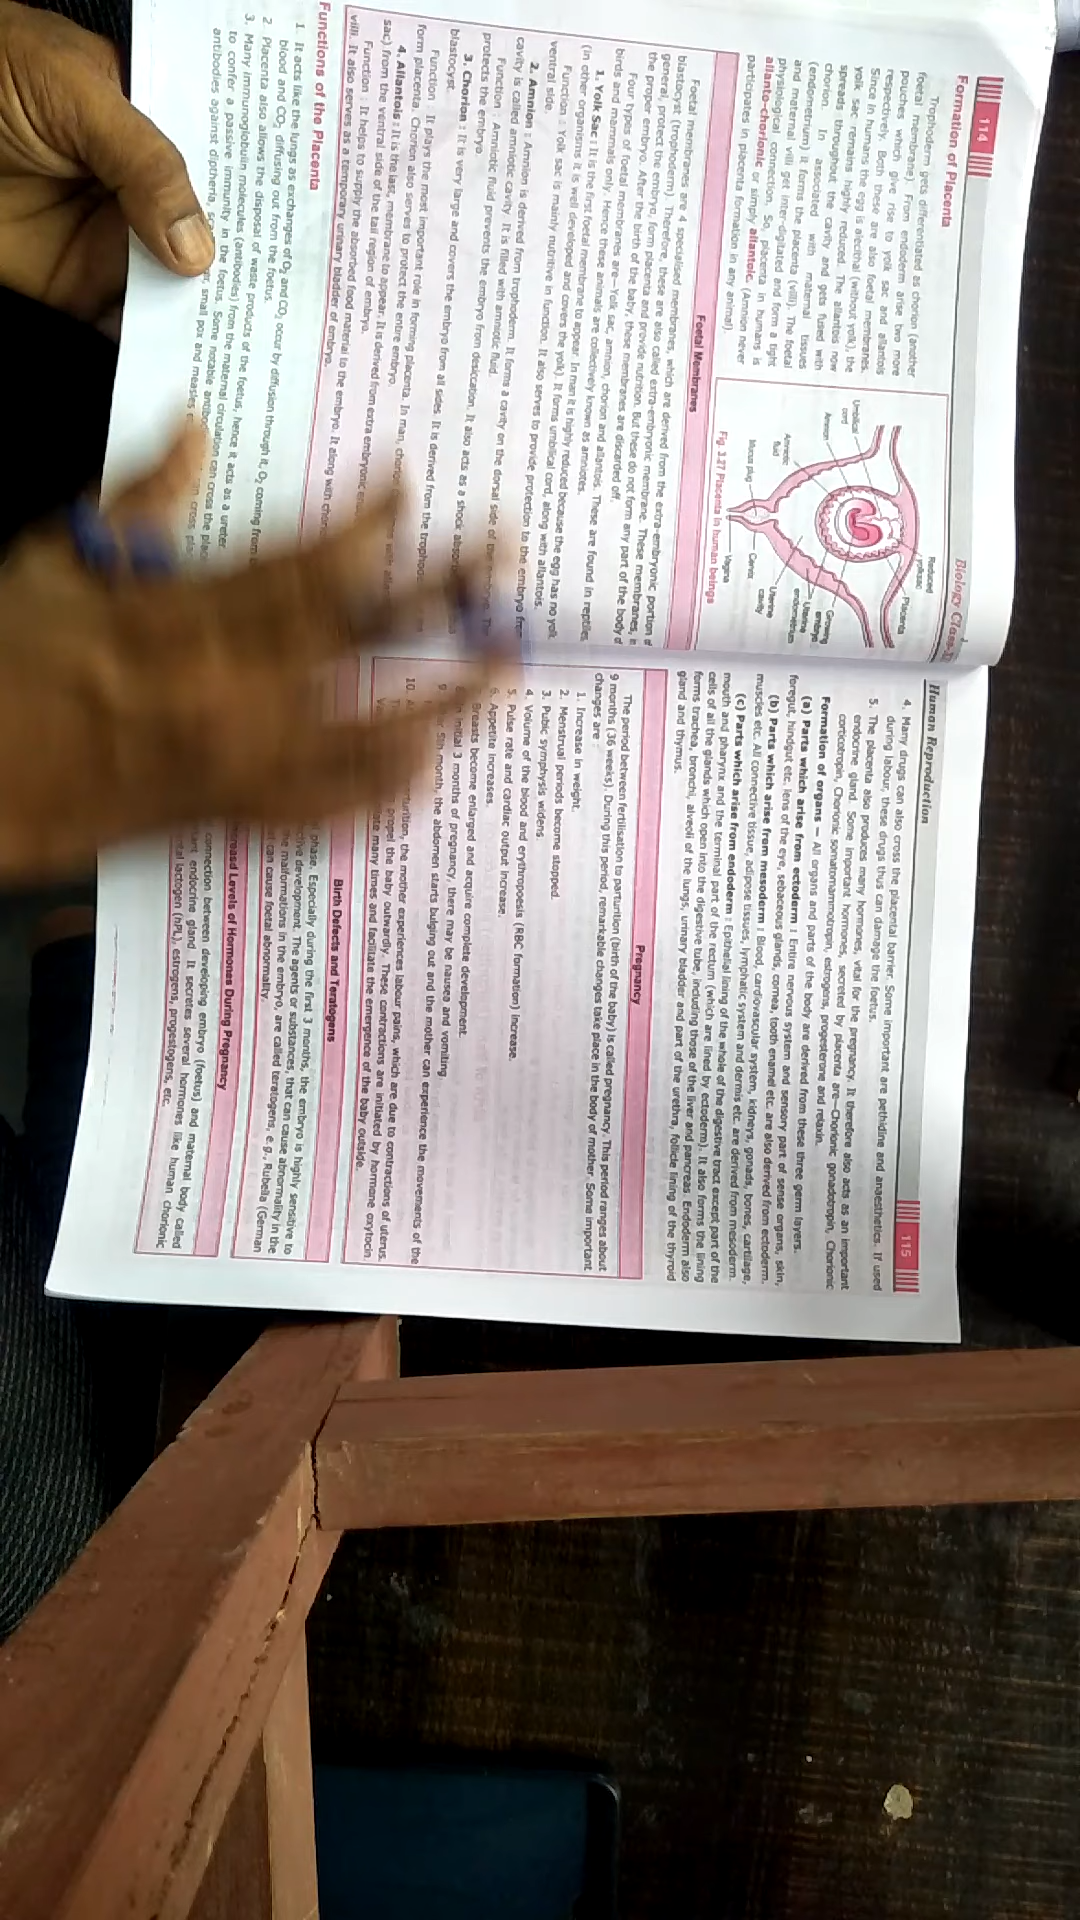 114
Biology Class-
Formation of Placenta
Trophoderm gets differentiated as chorion (another
foetal membrane). From endoderm arise two more
pouches which give rise to yolk sac and allantois
respectively. Both these are also foetal membranes.
Since in humans the egg is alecithal (without yolk), the
yolk sac remains highly reduced. The allantois now
spreads throughout the cavity and gets fused with
chorion. In associated with maternal tissues
(endometrium) it forms the placenta (villi). The foetal
and maternal villi get inter-digitated and form a tight
physiological connection. So, placenta in humans is
allanto-chorionic or simply allantoic. (Amnion never
participates in placenta formation in any animal).
Reduced
yolksac
Placenta
Growing
embryo
Uterine
endometrium
Uterine
cavity
Cervix
Vagina
Umbilical
cord
Amnion
Amniotic
fluid
Mucus plug
Fig. 3.27 Placenta in human beings
Foetal Membranes
Foetal membranes are 4 specialised membranes, which are derived from the extra-embryonic portion
blastocyst (trophoderm). Therefore, these are also called extra-embryonic membrane. These membranes,
general, protect the embryo, form placenta and provide nutrition. But these do not form any part of the body
the proper embryo. After the birth of the baby, those membranes are discarded off.
Four types of foetal membranes are—Yolk sac, amnion, chorion and allantois. These are found in reptiles,
birds and mammals only. Hence these animals are collectively known as amniotes.
1. Yolk Sac : It is the first foetal membrane to appear. In man it is highly reduced because the egg has no yolk
(in other organisms it is well developed and covers the yolk). It forms umbilical cord, along with allantois.
Function : Yolk sac is mainly nutritive in function. It also serves to provide protection to the embryo from
ventral side.
2. Amnion : Amnion is derived from trophoderm. It forms a cavity on the dorsal side of the embryo. The
cavity is called amniotic cavity. It is filled with amniotic fluid.
Function : Amniotic fluid prevents the embryo from desiccation. It also acts as a shock
protects the embryo.
3. Chorion : It is very large and covers the embryo from all sides. It is derived from the
blastocyst.
Function : It plays the most important role in forming placenta. In man,
form placenta. Chorion also serves to protect the entire embryo.
4. Allantois : It is the last membrane to appear. It is derived from extra embryonic
sac) from the ventral side of the tail region of embryo.
Function : It helps to supply the absorbed food material to the embryo. It along with
villi. It also serves as a temporary urinary bladder of embryo.
Functions of the Placenta
1. It acts like the lungs as exchanges of O₂ and CO₂ occur by diffusion through it, O₂ coming from
blood and CO₂ diffusing out from the foetus.
2. Placenta also allows the disposal of waste products of the foetus, hence it acts as a ureter
3. Many immunoglobulin molecules (antibodies) from the maternal circulation can cross the
to confer a passive immunity in the foetus. Some notable
antibodies against diptheria, small pox and measles
Human Reproduction
115
4. Many drugs can also cross the placental barrier. Some important are pethidine and anaesthetics. If used
during labour, these drugs thus can damage the foetus.
5. The placenta also produces many hormones, vital for the pregnancy. It therefore also acts as an important
endocrine gland. Some important hormones, secreted by placenta are—Chorionic gonadotropin, Chorionic
corticotropin, Chorionic somatomammotropin, estrogens, progesterone and relaxin.
Formation of organs — All organs and parts of the body are derived from these three germ layers.
(a) Parts which arise from ectoderm : Entire nervous system and sensory part of sense organs, skin,
foregut, hindgut etc. lens of the eye, sebaceous glands, cornea, tooth enamel etc. are also derived from ectoderm.
(b) Parts which arise from mesoderm : Blood, cardiovascular system, kidneys, gonads, bones, cartilage,
muscles etc. All connective tissue, adipose tissues, lymphatic system and dermis etc. are derived from mesoderm.
(c) Parts which arise from endoderm : Epithelial lining of the whole of the digestive tract except part of the
mouth and pharynx and the terminal part of the rectum (which are lined by ectoderm). It also forms the lining
cells of all the glands which open into the digestive tube, including those of the liver and pancreas. Endoderm also
forms trachea, bronchi, alveoli of the lungs, urinary bladder and part of the urethra, follicle lining of the thyroid
gland and thymus.
Pregnancy
The period between fertilisation to parturition (birth of the baby) is called pregnancy. This period ranges about
9 months (36 weeks). During this period, remarkable changes take place in the body of mother. Some important
changes are :
1. Increase in weight.
2. Menstrual periods become stopped.
3. Pubic symphysis widens.
4. Volume of the blood and erythropoesis (RBC formation) increase.
5. Pulse rate and cardiac output increase.
6. Appetite increases.
Breasts become enlarged and acquire complete development.
initial 3 months of pregnancy, there may be nausea and vomiting.
9 5th month, the abdomen starts bulging out and the mother can experience the movements of the
10. the mother experiences labour pains, which are due to contractions of uterus.
propel the baby outwardly. These contractions are initiated by hormone oxytocin.
many times and facilitate the emergence of the baby outside.
Birth Defects and Teratogens
phase. Especially during the first 3 months, the embryo is highly sensitive to
development. The agents or substances, that can cause abnormality in the
malformations in the embryo, are called teratogens, e.g., Rubella (German
can cause foetal abnormality.
Levels of Hormones During Pregnancy
connection between developing embryo (foetus) and maternal body called
endocrine gland. It secretes several hormones like human chorionic
lactogen (hPL), estrogens, progestogens, etc.